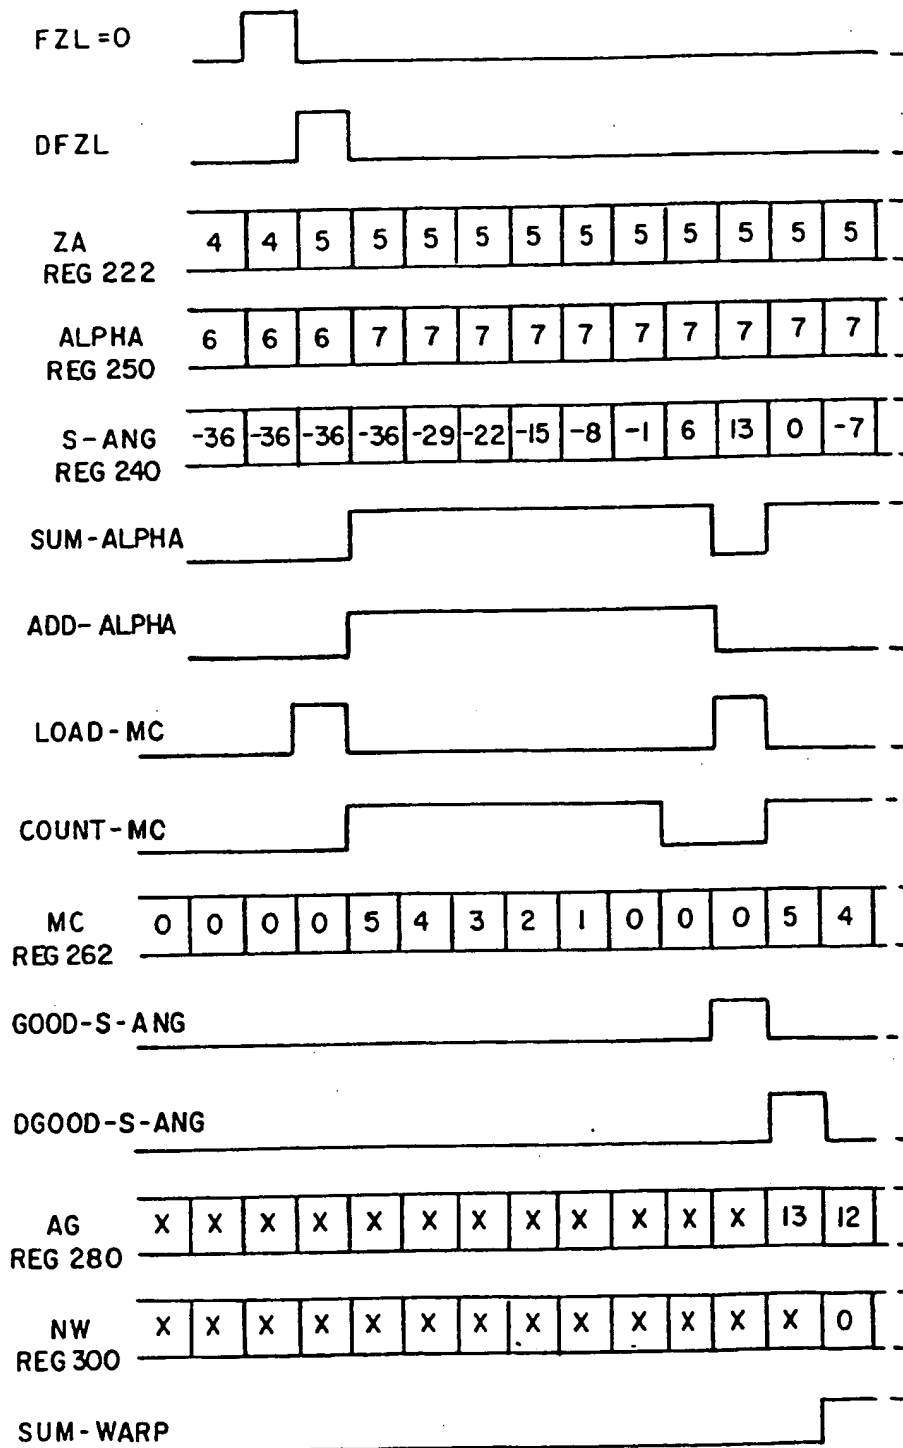 FZL=0
DFZL
ZA 4 4 5 5 5 5 5 5 5 5 5 5 5
REG 222
ALPHA 6 6 6 7 7 7 7 7 7 7 7 7 7
REG 250
S-ANG -36 -36 -36 -36 -29 -22 -15 -8 -1 6 13 0 -7
REG 240
SUM-ALPHA
ADD-ALPHA
LOAD-MC
COUNT-MC
MC 0 0 0 0 5 4 3 2 1 0 0 0 5 4
REG 262
GOOD-S-ANG
DGOOD-S-ANG
AG X X X X X X X X X X X X 13 12
REG 280
NW X X X X X X X X X X X X X 0
REG 300
SUM-WARP